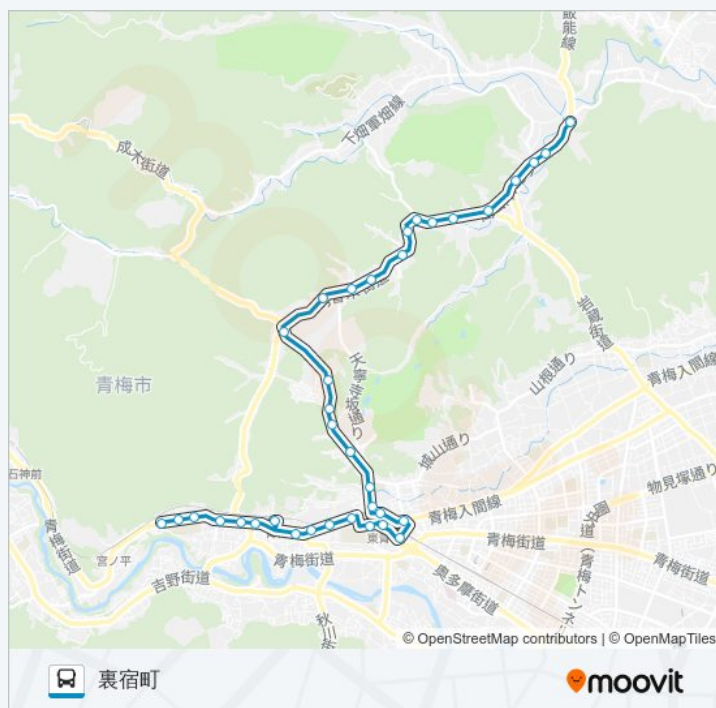 飯能線
下畑軍畑線
成木街道
岩蔵街道
青梅市
天寧寺坂通り
山根通り
青梅入間線
城山通り
物見塚通り
石神前
青梅街道
青梅入間線
宮ノ平
青梅街道
青梅街道
青梅街道
吉野街道
奥多摩街道
© OpenStreetMap contributors | © OpenMapTiles
裏宿町
moovit